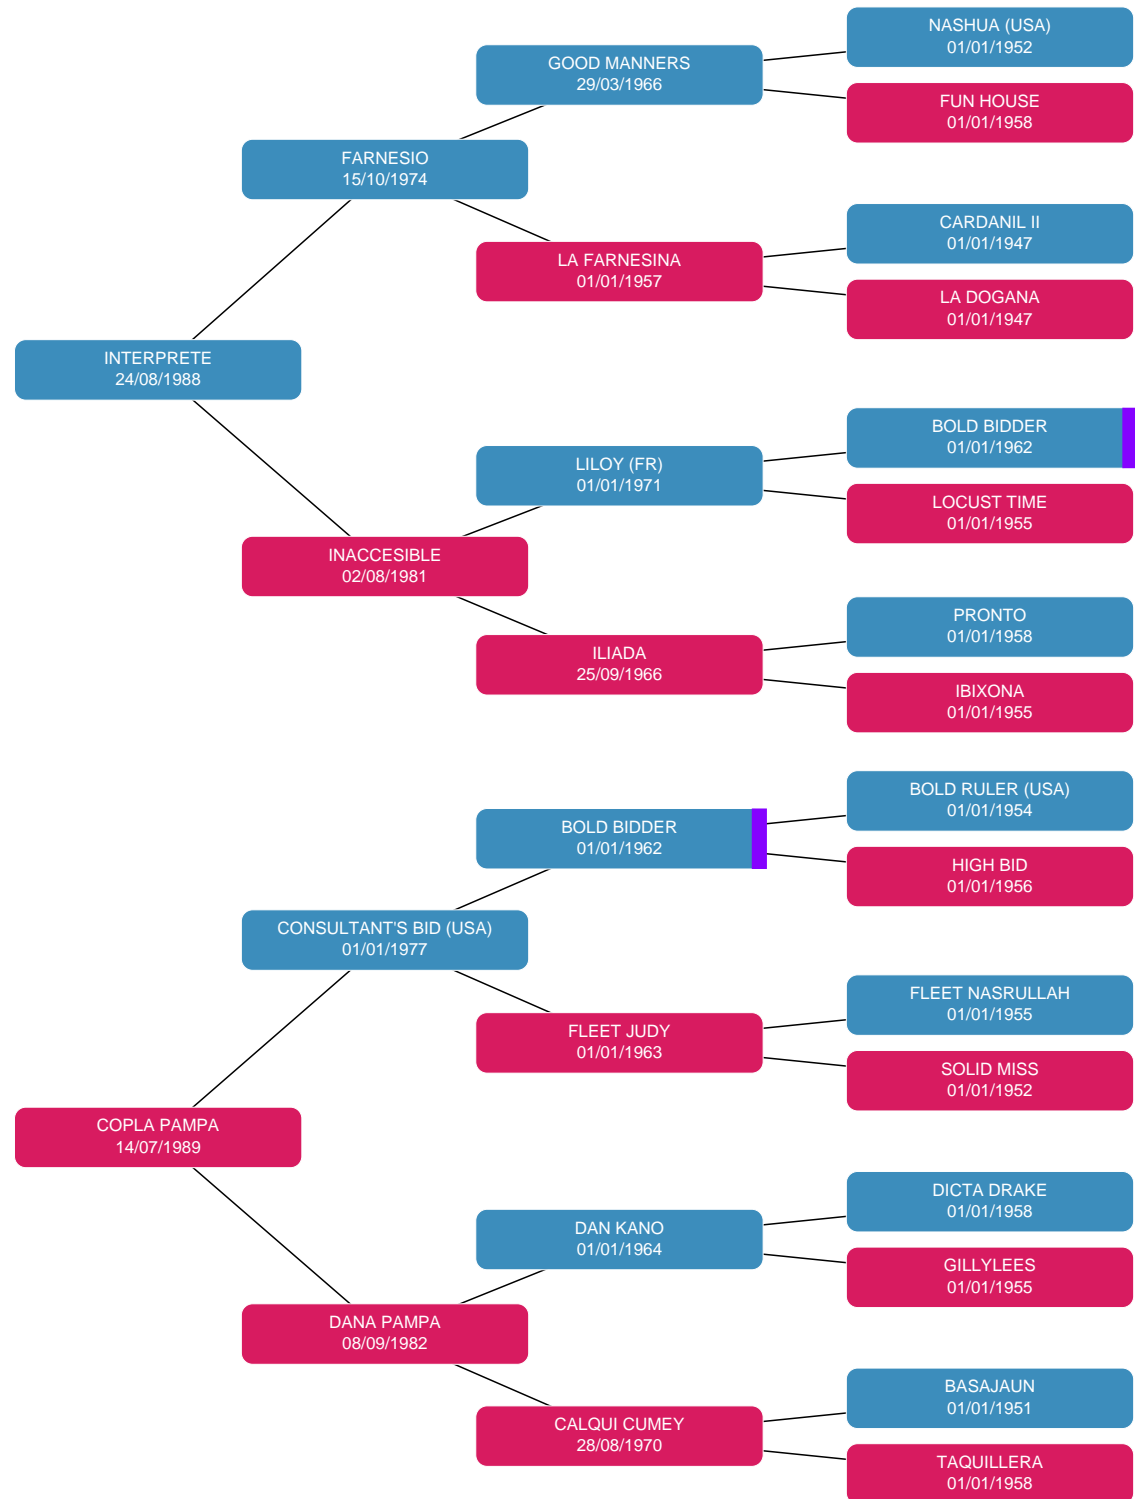 NASHUA (USA)
01/01/1952
GOOD MANNERS
29/03/1966
FUN HOUSE
01/01/1958
FARNESIO
15/10/1974
CARDANIL II
01/01/1947
LA FARNESINA
01/01/1957
LA DOGANA
01/01/1947
INTERPRETE
24/08/1988
BOLD BIDDER
01/01/1962
LILOY (FR)
01/01/1971
LOCUST TIME
01/01/1955
INACCESIBLE
02/08/1981
PRONTO
01/01/1958
ILIADA
25/09/1966
IBIXONA
01/01/1955
BOLD RULER (USA)
01/01/1954
BOLD BIDDER
01/01/1962
HIGH BID
01/01/1956
CONSULTANT'S BID (USA)
01/01/1977
FLEET NASRULLAH
01/01/1955
FLEET JUDY
01/01/1963
SOLID MISS
01/01/1952
COPLA PAMPA
14/07/1989
DICTA DRAKE
01/01/1958
DAN KANO
01/01/1964
GILLYLEES
01/01/1955
DANA PAMPA
08/09/1982
BASAJAUN
01/01/1951
CALQUI CUMEY
28/08/1970
TAQUILLERA
01/01/1958